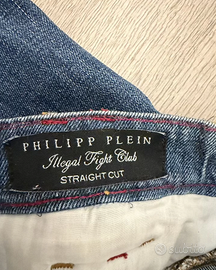 PHILIPP PLEIN
Illegal Fight Club
STRAIGHT CUT